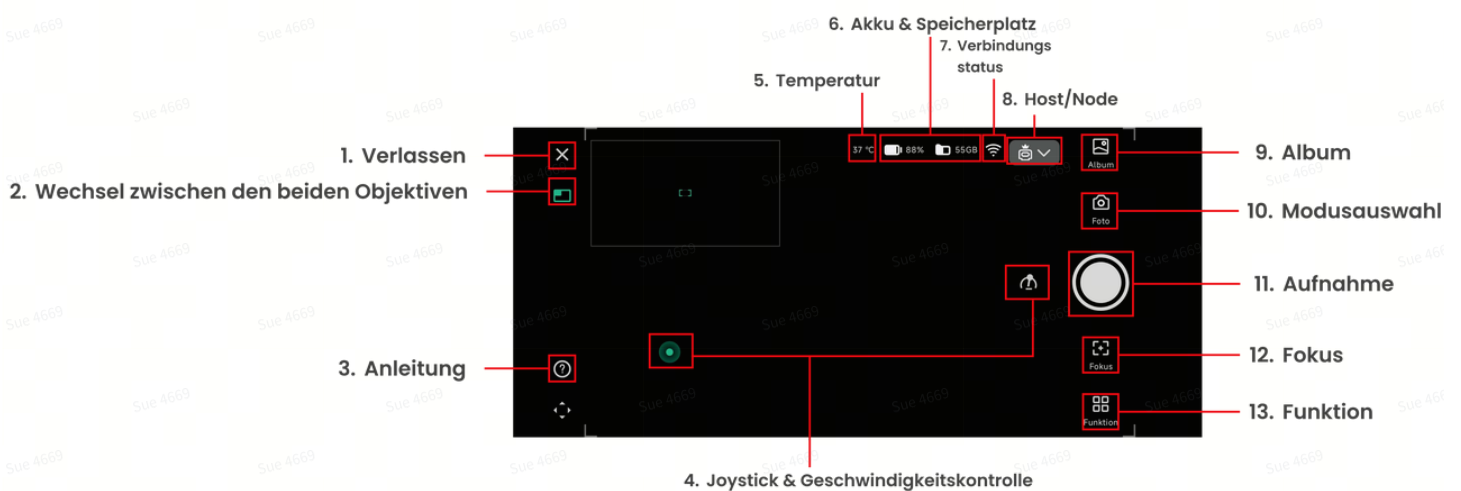 6. Akku & Speicherplatz
7. Verbindungs
status
5. Temperatur
8. Host/Node
1. Verlassen
37 °C
88%
55GB
Album
9. Album
2. Wechsel zwischen den beiden Objektiven
Foto
10. Modusauswahl
11. Aufnahme
3. Anleitung
Fokus
12. Fokus
Funktion
13. Funktion
4. Joystick & Geschwindigkeitskontrolle
Sue 4669